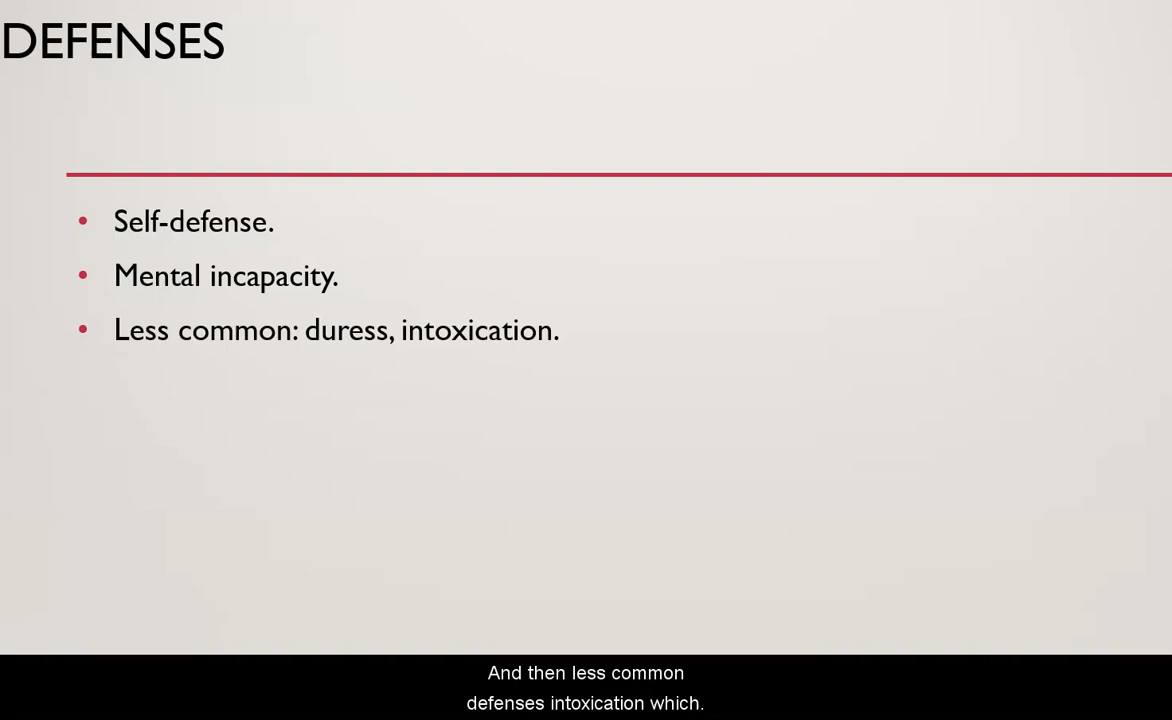 DEFENSES
• Self-defense.
• Mental incapacity.
• Less common: duress, intoxication.
And then less common
defenses intoxication which.